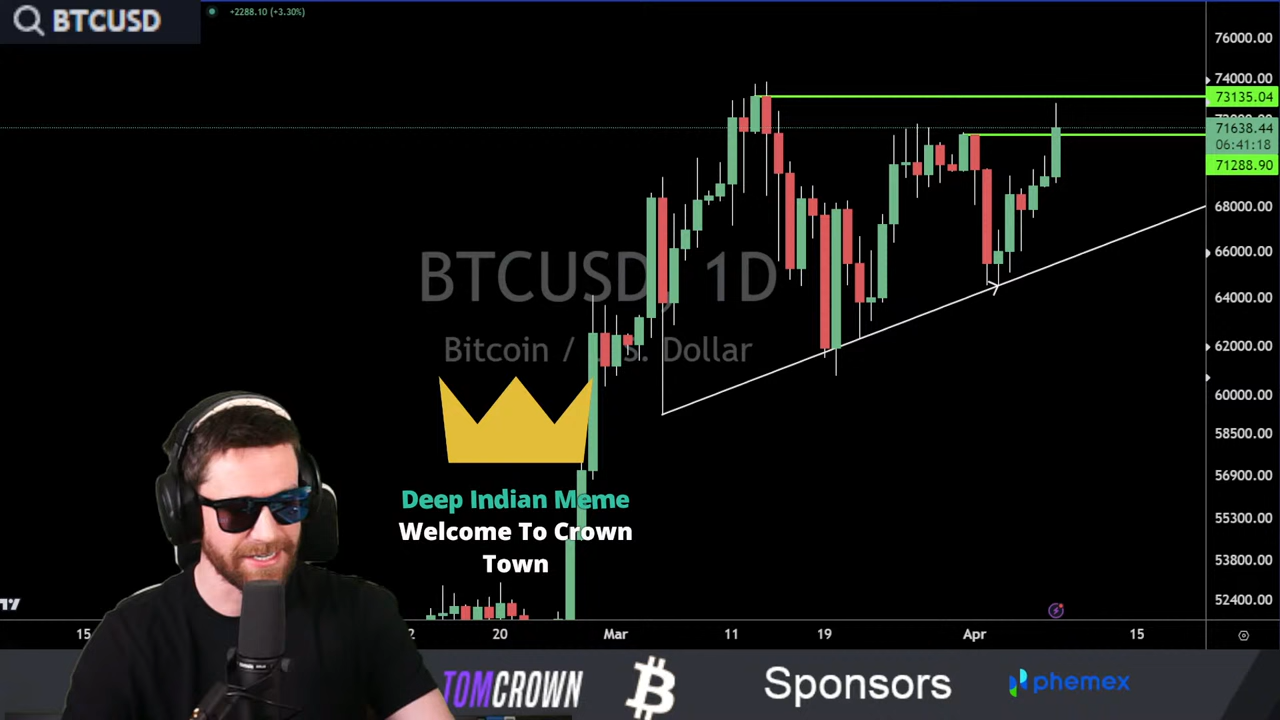 BTCUSD
+2288.10 (+3.30%)
76000.00
74000.00
73135.04
71638.44
06:41:18
71288.90
68000.00
66000.00
64000.00
62000.00
60000.00
58500.00
56900.00
55300.00
53800.00
52400.00
BTCUSD, 1D
Bitcoin / U.S. Dollar
Deep Indian Meme
Welcome To Crown
Town
15
2
20
Mar
11
19
Apr
15
TOMCROWN
Sponsors
phemex